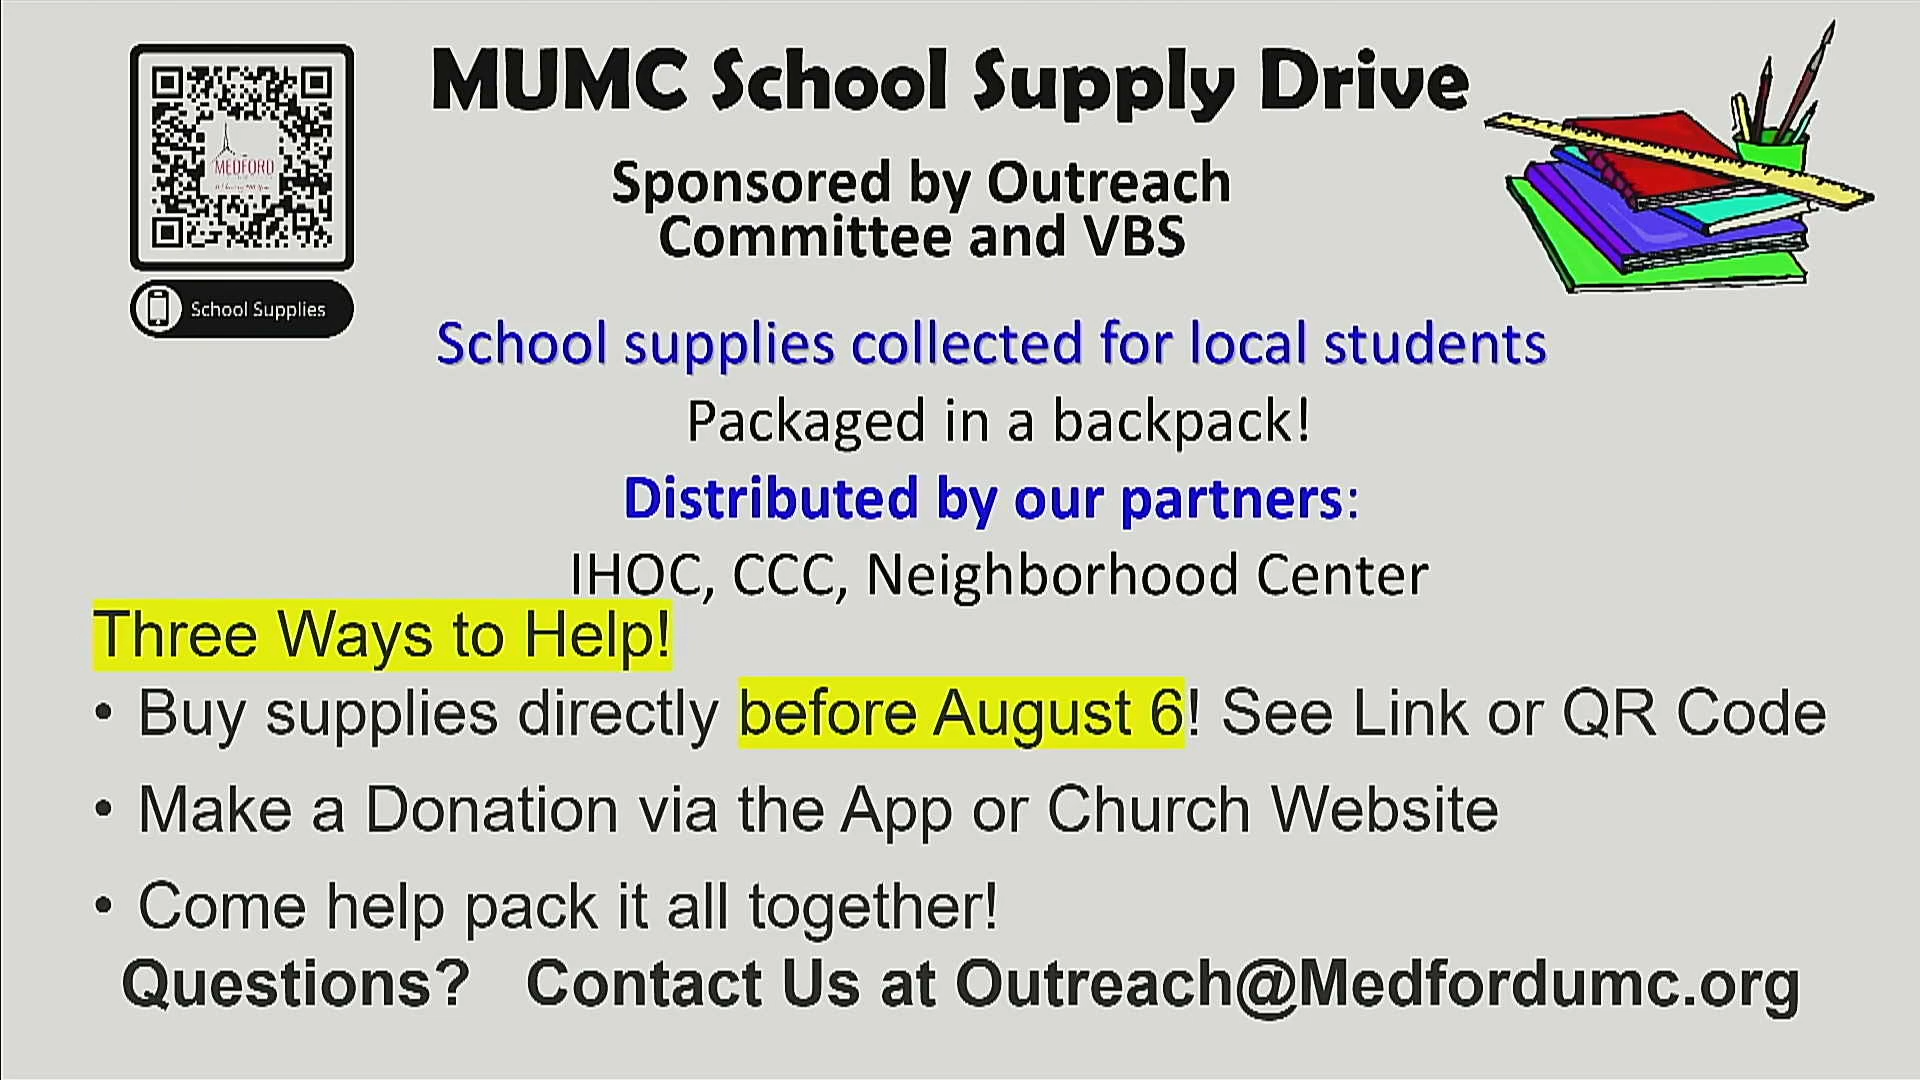 MUMC School Supply Drive
Sponsored by Outreach
Committee and VBS
MEDFORD
School Supplies
School supplies collected for local students
Packaged in a backpack!
Distributed by our partners:
IHOC, CCC, Neighborhood Center
Three Ways to Help!
• Buy supplies directly before August 6! See Link or QR Code
• Make a Donation via the App or Church Website
• Come help pack it all together!
Questions? Contact Us at Outreach@Medfordumc.org